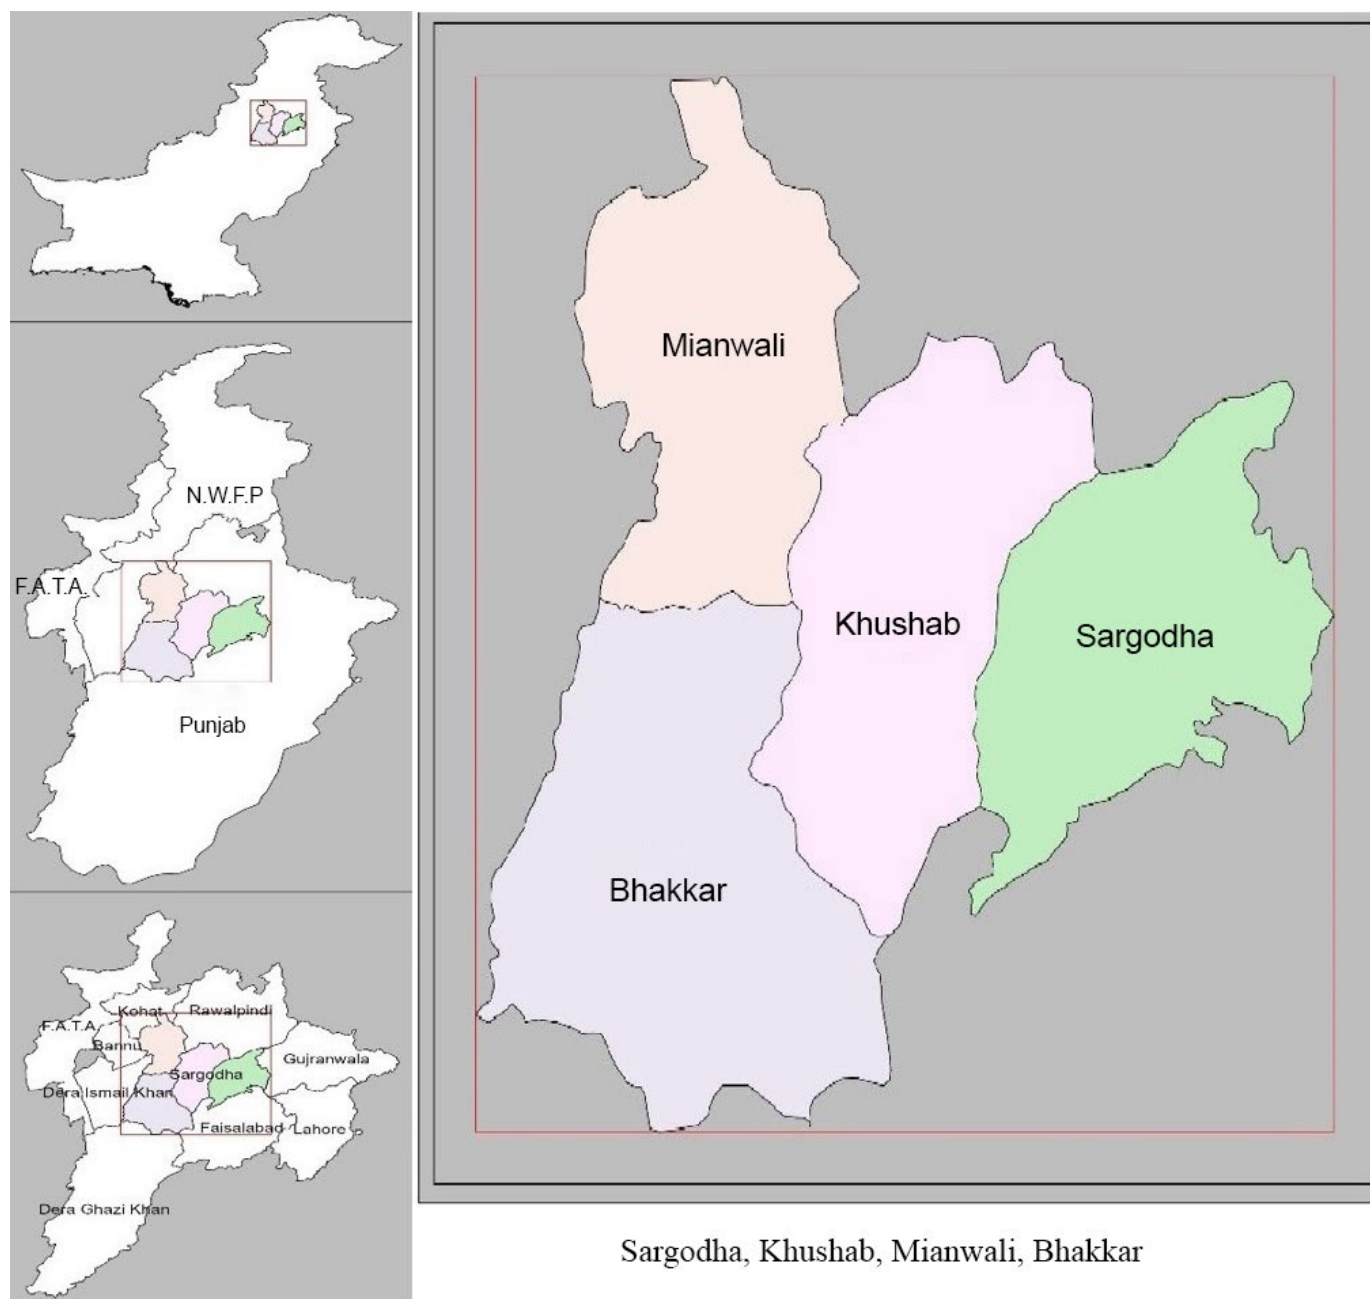 N.W.F.P
F.A.T.A.
Punjab
Kohat
Rawalpindi
F.A.T.A.
Bannu
Gujranwala
Sargodha
Dera Ismail Khan
Faisalabad
Lahore
Dera Ghazi Khan
Mianwali
Khushab
Sargodha
Bhakkar
Sargodha, Khushab, Mianwali, Bhakkar